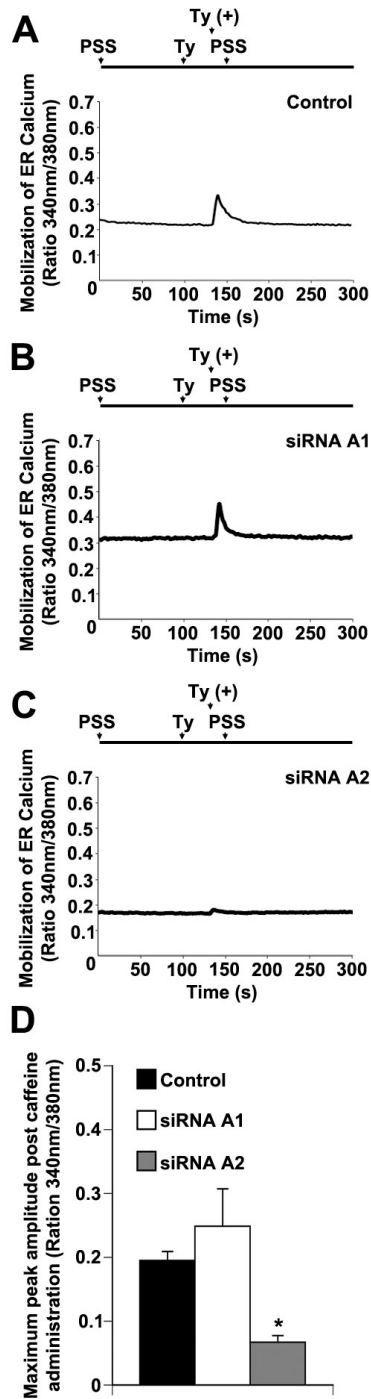 A
Ty (+)
PSS Ty PSS
Control
Mobilization of ER Calcium
(Ratio 340nm/380nm)
0.7
0.6
0.5
0.4
0.3
0.2
0.1
0 50 100 150 200 250 300
Time (s)
B
Ty (+)
PSS Ty PSS
siRNA A1
Mobilization of ER Calcium
(Ratio 340nm/380nm)
0.7
0.6
0.5
0.4
0.3
0.2
0.1
0 50 100 150 200 250 300
Time (s)
C
Ty (+)
PSS Ty PSS
siRNA A2
Mobilization of ER Calcium
(Ratio 340nm/380nm)
0.7
0.6
0.5
0.4
0.3
0.2
0.1
0 50 100 150 200 250 300
Time (s)
D
Maximum peak amplitude post caffeine
administration (Ration 340nm/380nm)
0.5
0.4
0.3
0.2
0.1
0
Control
siRNA A1
siRNA A2
*